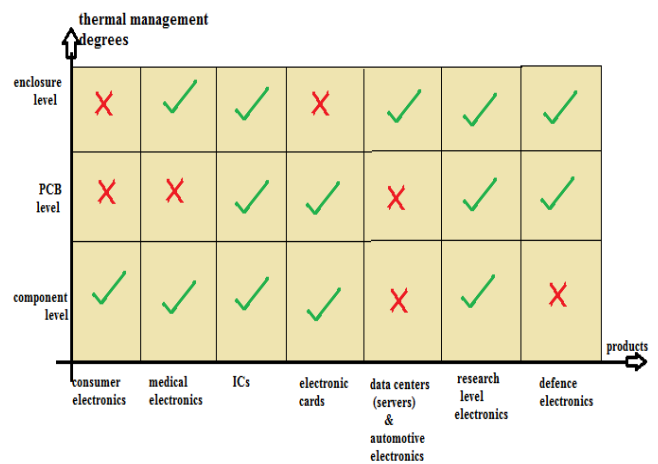 thermal management
degrees
enclosure
level
PCB
level
component
level
products
consumer
electronics
medical
electronics
ICs
electronic
cards
data centers
(servers)
&
automotive
electronics
research
level
electronics
defence
electronics